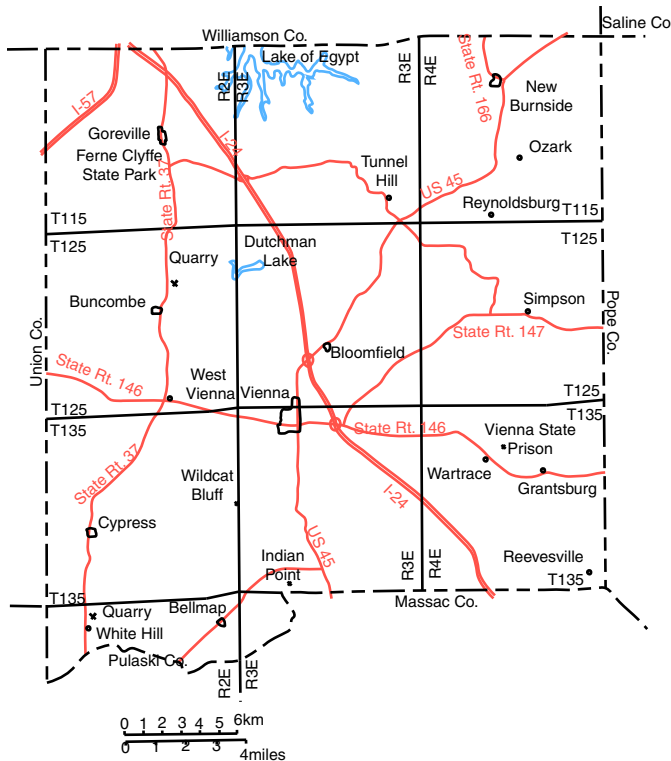 Saline Co.
Williamson Co.
Lake of Egypt
R2E
R3E
R3E
R4E
State Rt. 166
New
Burnside
I-57
I-24
Goreville
Ferne Clyffe
State Park
State Rt. 37
Tunnel
Hill
US 45
Ozark
Reynoldsburg
T115
T125
T115
T125
Dutchman
Lake
Quarry
Buncombe
Simpson
State Rt. 147
Pope Co.
Union Co.
Bloomfield
State Rt. 146
West
Vienna
Vienna
T125
T135
T125
T135
State Rt. 146
Vienna State
Prison
Wartrace
Grantsburg
State Rt. 37
Wildcat
Bluff
I-24
Cypress
US 45
Indian
Point
R3E
R4E
Reevesville
T135
T135
Massac Co.
Quarry
Bellmap
White Hill
Pulaski Co.
R2E
R3E
0 1 2 3 4 5 6km
0 1 2 3 4miles